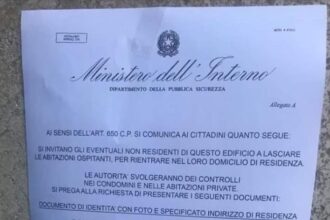 Ministero dell'Interno
DIPARTIMENTO DELLA PUBBLICA SICUREZZA
Allegato A
AI SENSI DELL'ART. 650 C.P. SI COMUNICA AI CITTADINI QUANTO SEGUE:
SI INVITANO GLI EVENTUALI NON RESIDENTI DI QUESTO EDIFICIO A LASCIARE
LE ABITAZIONI OSPITANTI, PER RIENTRARE NEL LORO DOMICILIO DI RESIDENZA.
LE AUTORITA' SVOLGERANNO DEI CONTROLLI
NEI CONDOMINI E NELLE ABITAZIONI PRIVATE.
SI PREGA ALLA RICHIESTA DI PRESENTARE I SEGUENTI DOCUMENTI:
DOCUMENTO DI IDENTITA' CON FOTO E SPECIFICATO INDIRIZZO DI RESIDENZA